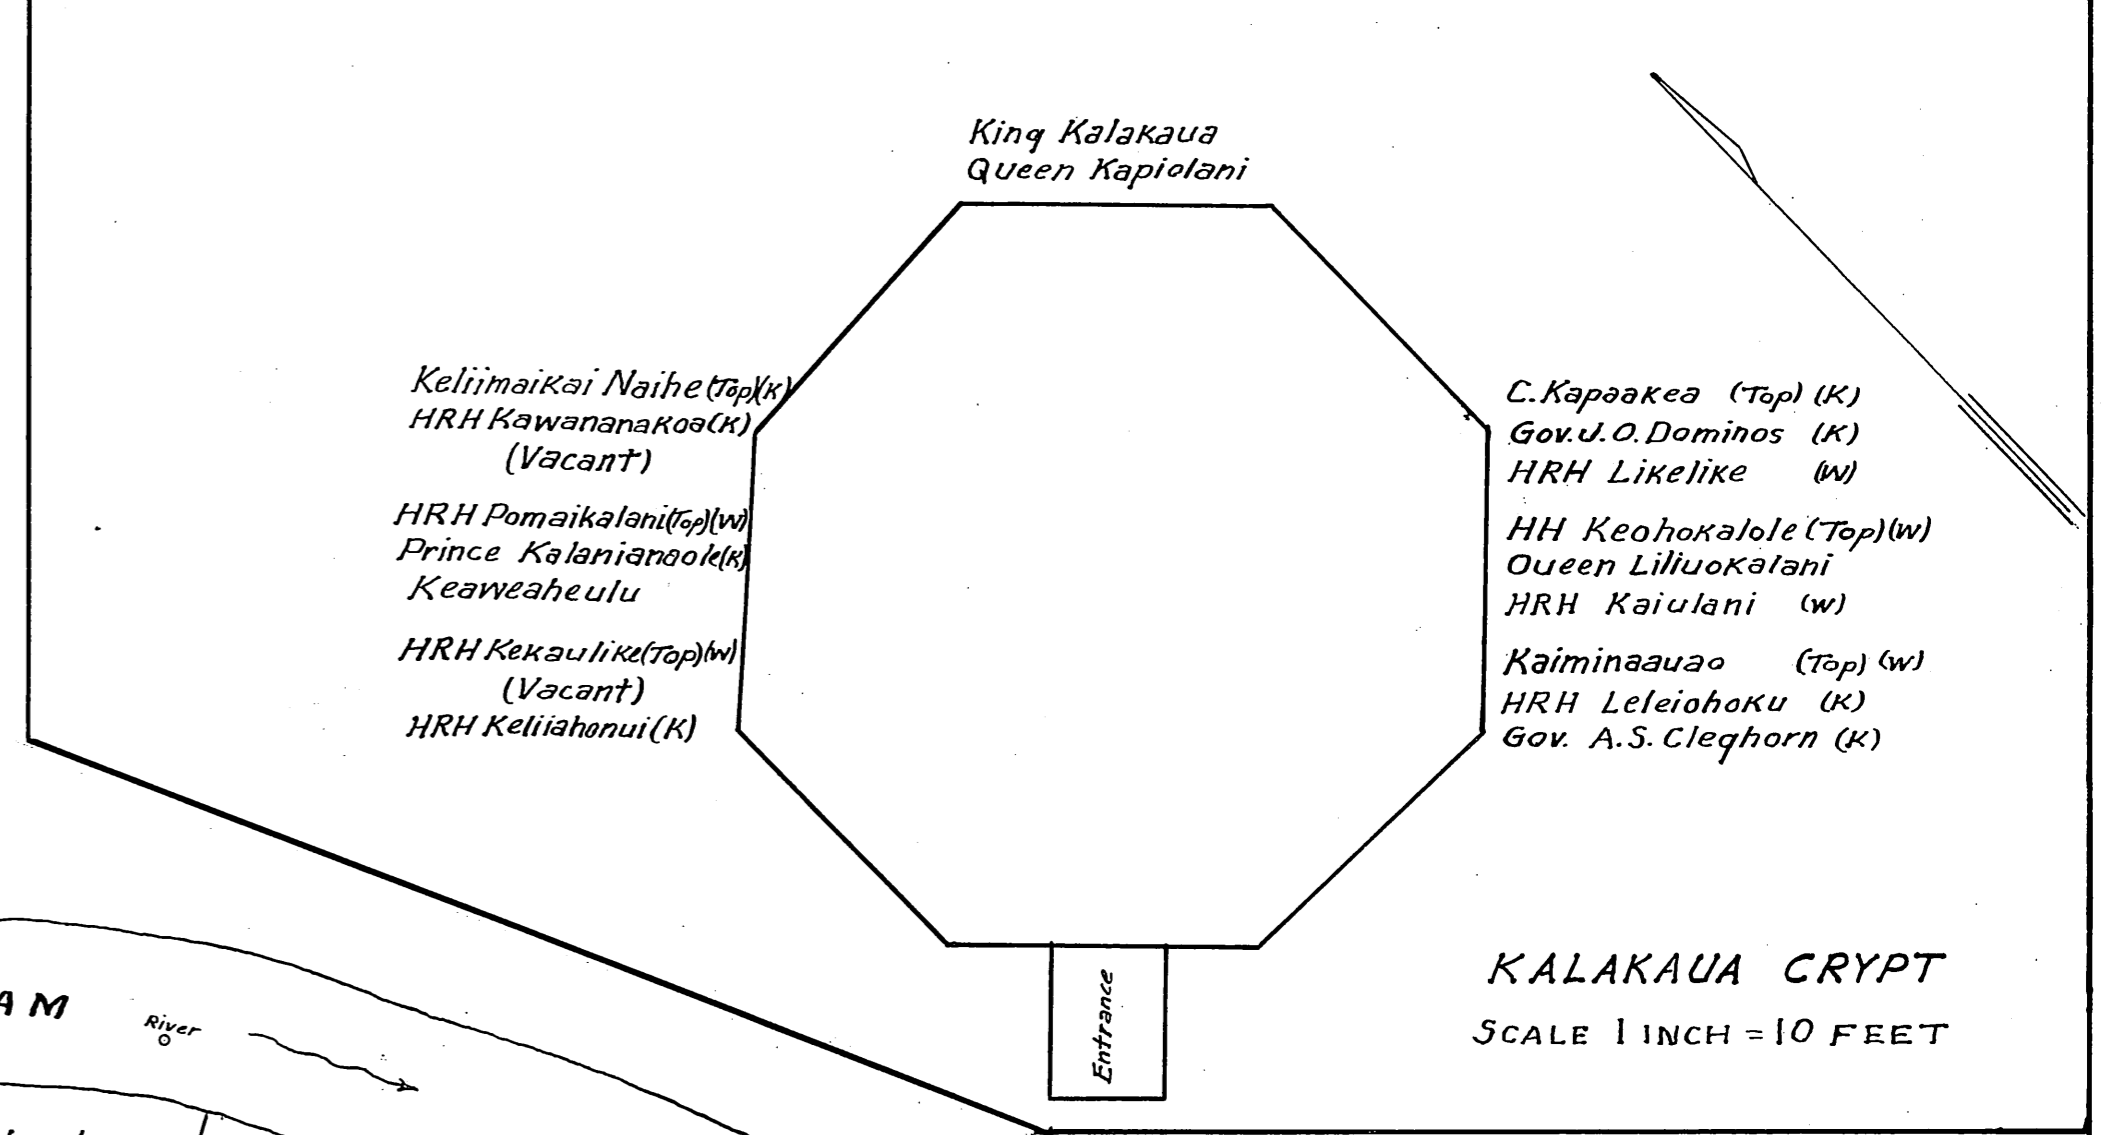 King Kalakaua
Queen Kapiolani
Keliimaikai Naihe (Top)(K)
HRH Kawananakoa (K)
(Vacant)
HRH Pomaikalani (Top)(W)
Prince Kalanianaole (K)
Keaweaheulu
HRH Kekaulike (Top)(W)
(Vacant)
HRH Keliiahonui (K)
C. Kapaakea (Top) (K)
Gov. J. O. Dominos (K)
HRH Likelike (W)
HH Keohokalole (Top) (W)
Queen Liliuokalani
HRH Kaiulani (W)
Kaiminaauao (Top) (W)
HRH Leleiohoku (K)
Gov. A.S. Cleghorn (K)
Entrance
KALAKAUA CRYPT
SCALE 1 INCH = 10 FEET
AM
River